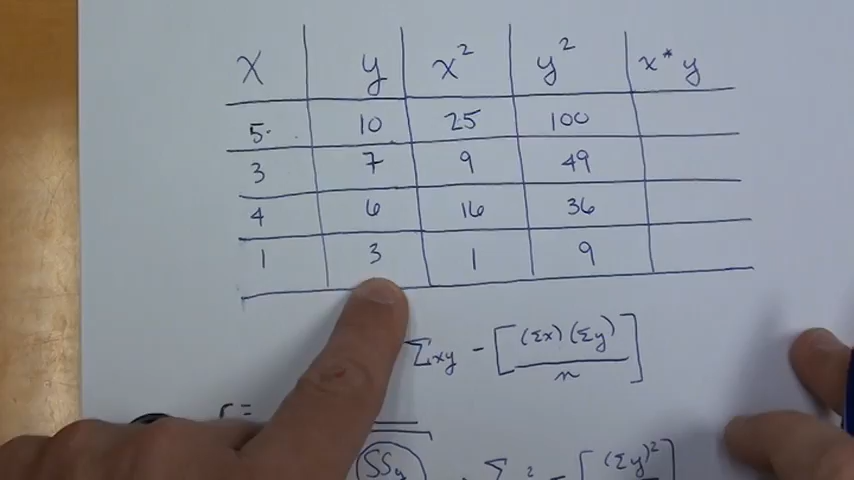 x y x² y² x*y
5 10 25 100
3 7 9 49
4 6 16 36
1 3 1 9
Σxy - [(Σx)(Σy)
n]
r=
SSy Σ ² = [(Σy)²]